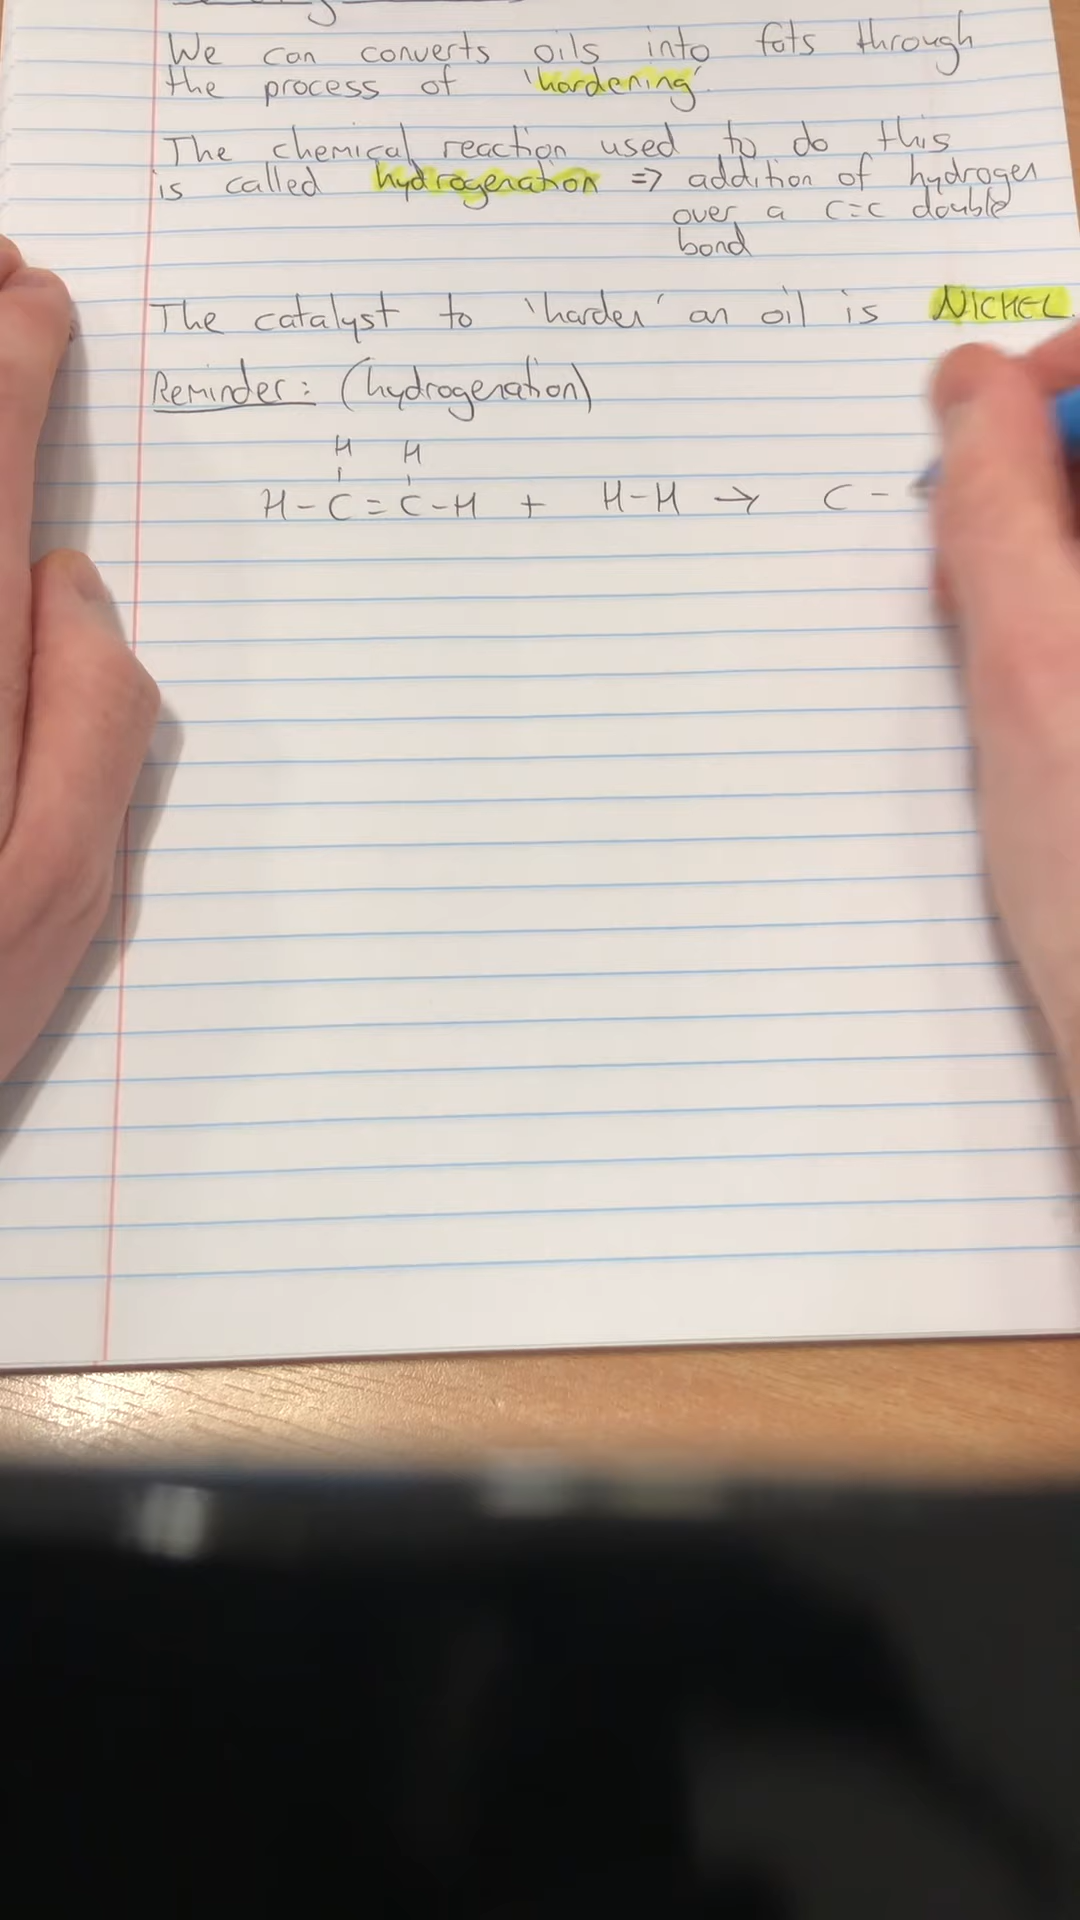 We can converts oils into fats through
the process of 'hardening'.
The chemical reaction used to do this
is called hydrogenation => addition of hydrogen
over a C=C double
bond
The catalyst to 'harden' an oil is NICKEL.
Reminder: (hydrogenation)
H H
H-C=C-H + H-H → C-